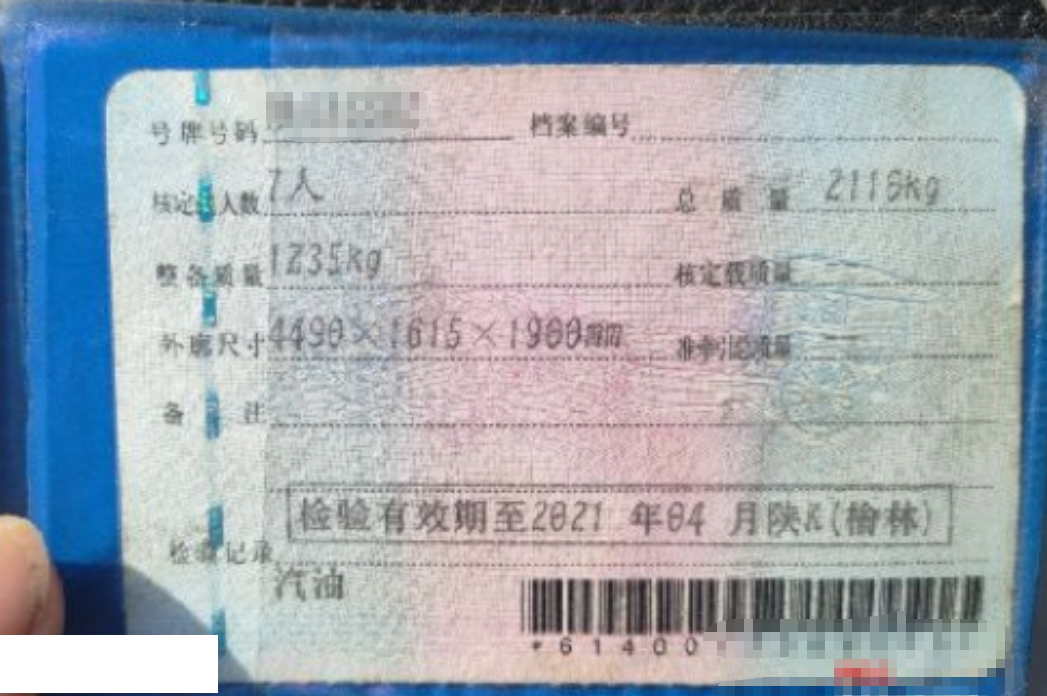 号牌号码 档案编号
核定载人数 7人 总质量 2116kg
整备质量 1235kg 核定载质量 --
外廓尺寸 4490×1615×1900mm 准牵引总质量 --
备注
检验有效期至2021年04月陕K(榆林)
检验记录
汽油
*61400